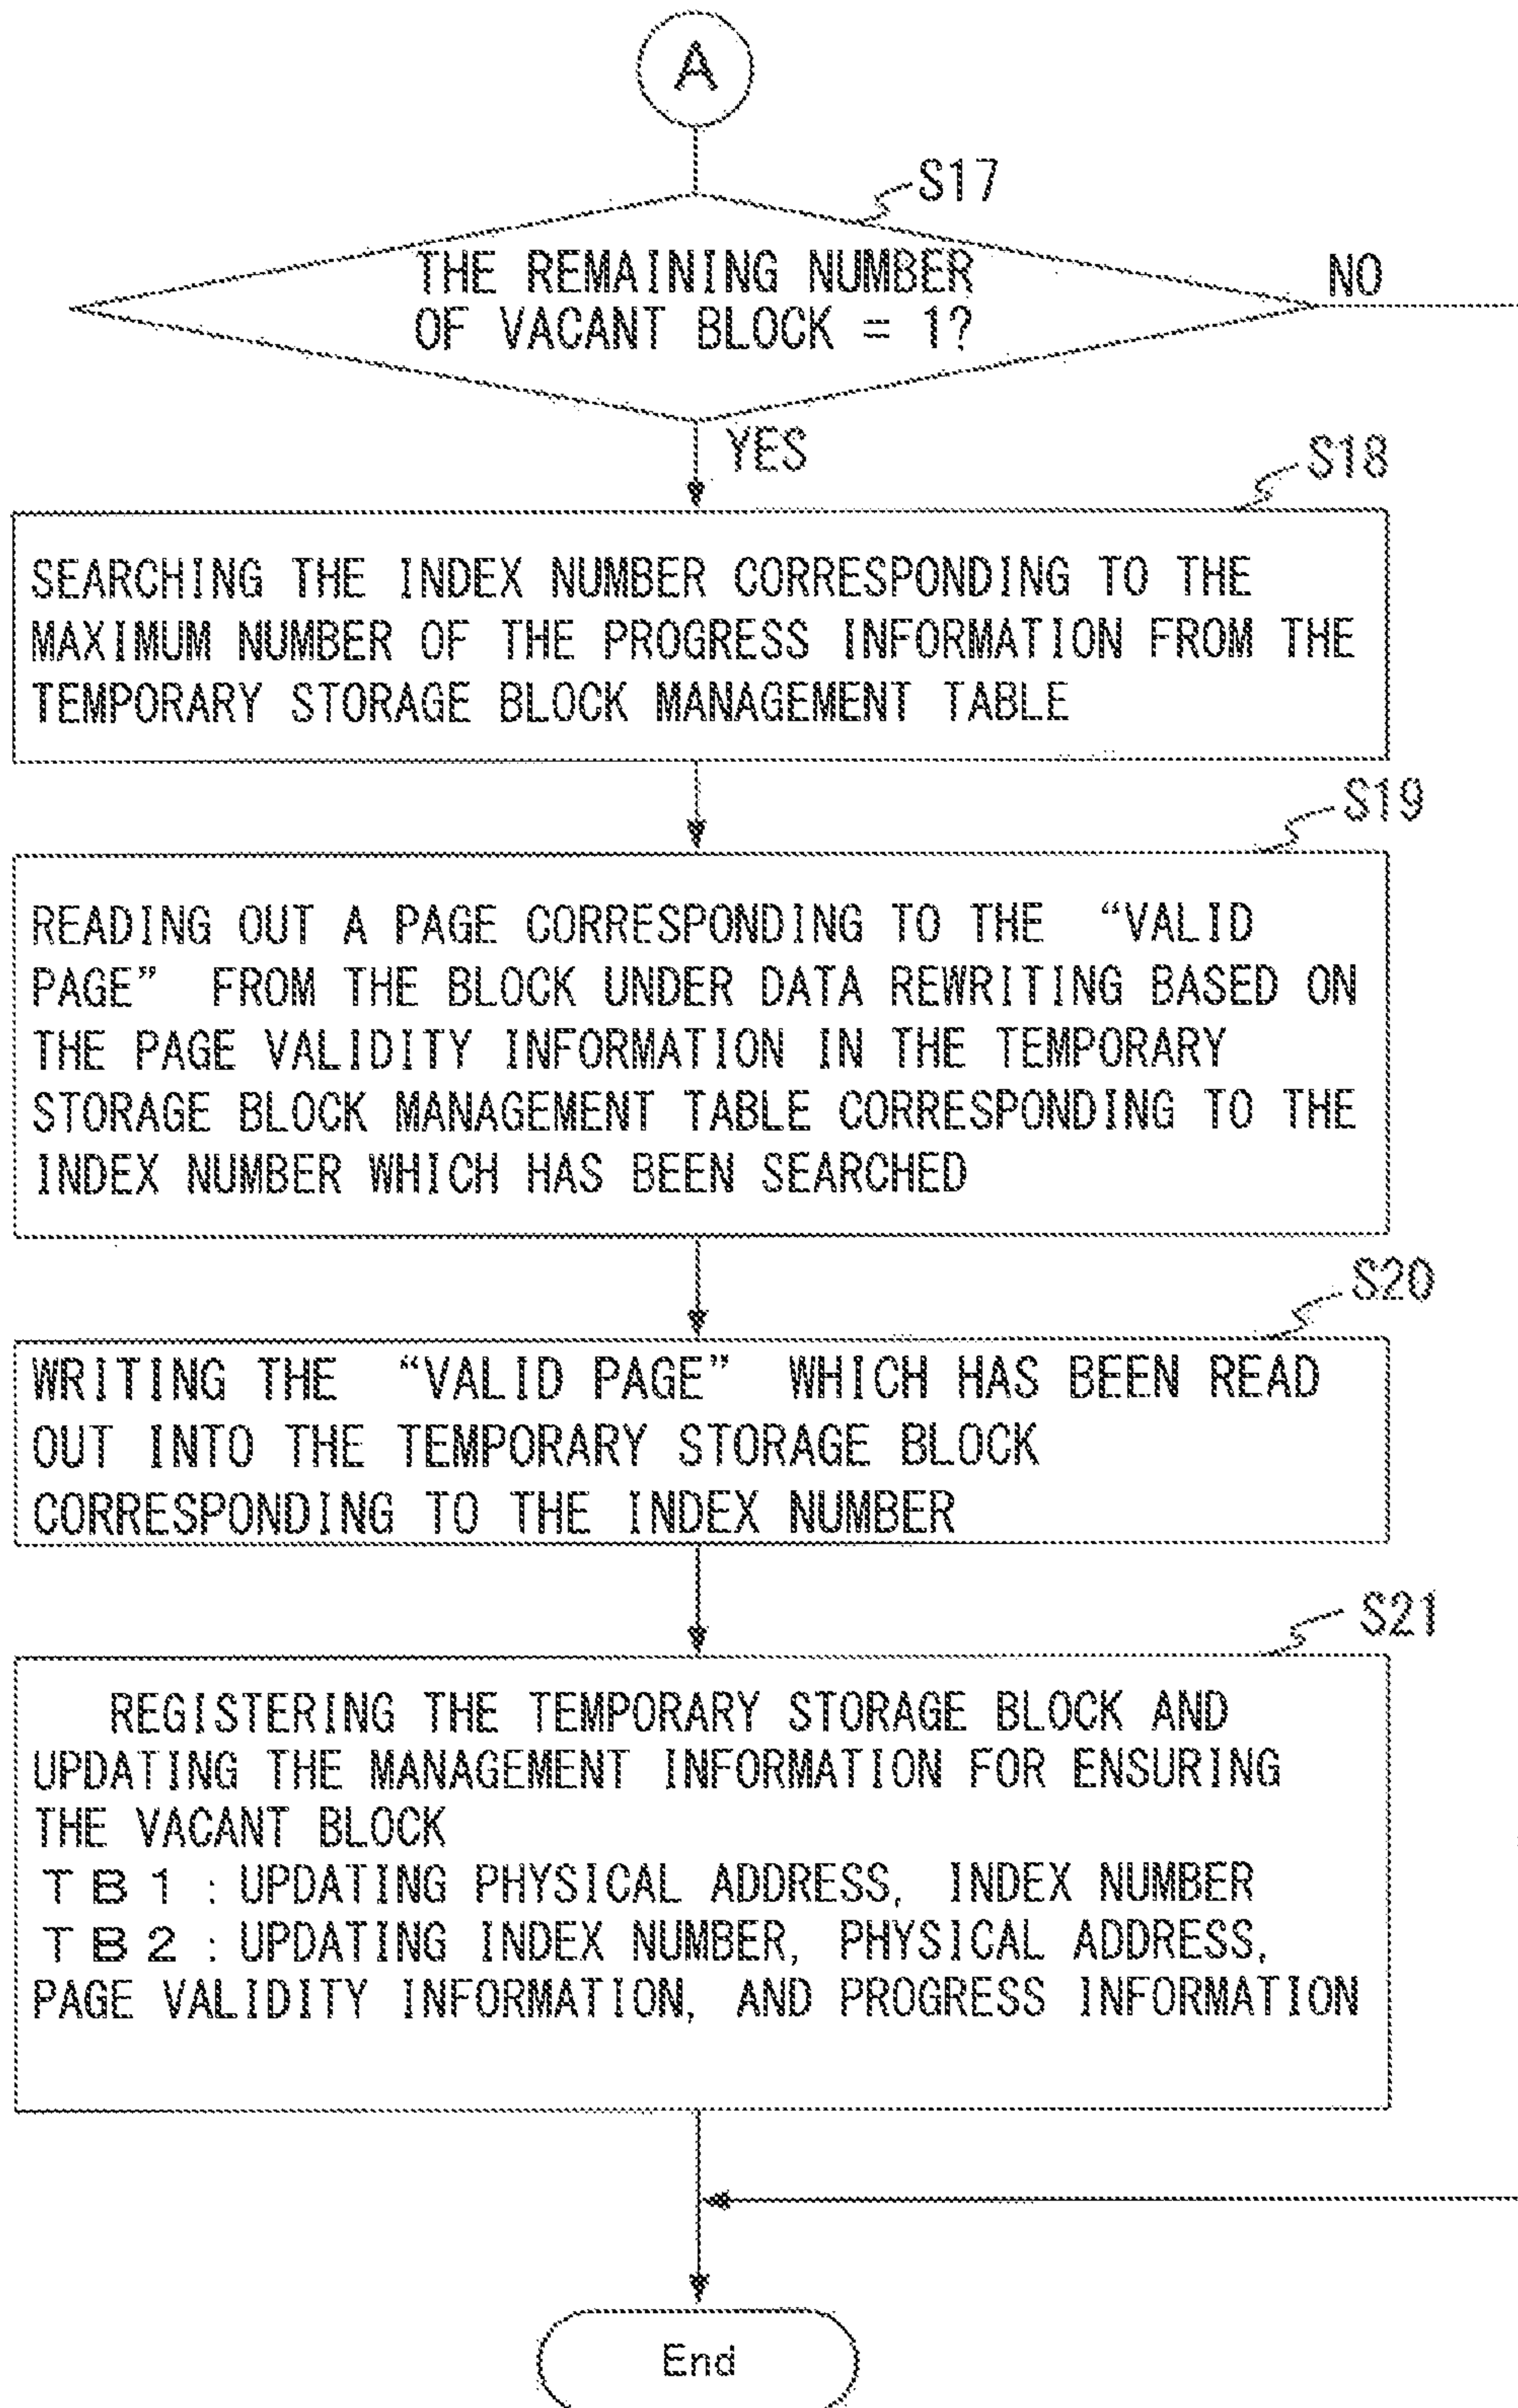 A
S17
THE REMAINING NUMBER
OF VACANT BLOCK = 1?
NO
YES
S18
SEARCHING THE INDEX NUMBER CORRESPONDING TO THE
MAXIMUM NUMBER OF THE PROGRESS INFORMATION FROM THE
TEMPORARY STORAGE BLOCK MANAGEMENT TABLE
S19
READING OUT A PAGE CORRESPONDING TO THE “VALID
PAGE” FROM THE BLOCK UNDER DATA REWRITING BASED ON
THE PAGE VALIDITY INFORMATION IN THE TEMPORARY
STORAGE BLOCK MANAGEMENT TABLE CORRESPONDING TO THE
INDEX NUMBER WHICH HAS BEEN SEARCHED
S20
WRITING THE “VALID PAGE” WHICH HAS BEEN READ
OUT INTO THE TEMPORARY STORAGE BLOCK
CORRESPONDING TO THE INDEX NUMBER
S21
REGISTERING THE TEMPORARY STORAGE BLOCK AND
UPDATING THE MANAGEMENT INFORMATION FOR ENSURING
THE VACANT BLOCK
TB1 : UPDATING PHYSICAL ADDRESS, INDEX NUMBER
TB2 : UPDATING INDEX NUMBER, PHYSICAL ADDRESS,
PAGE VALIDITY INFORMATION, AND PROGRESS INFORMATION
End